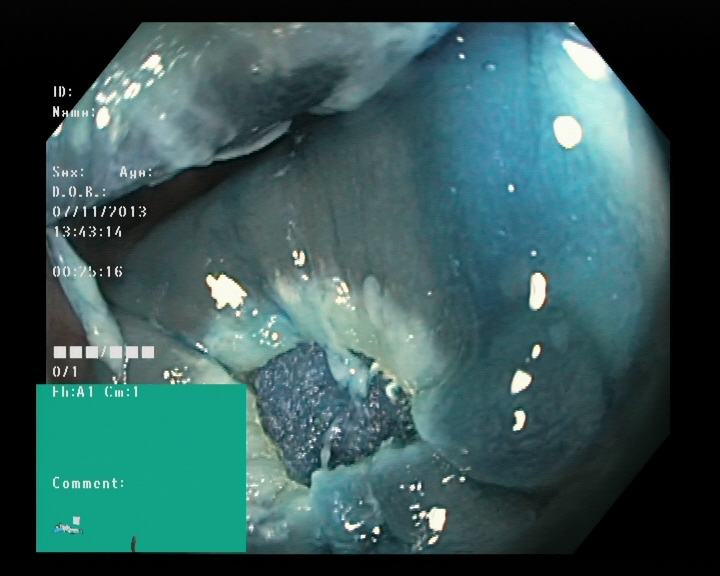 ID:
Name:
Sex: Age:
D.O.B.:
07/11/2013
13:43:14
00:25:16
■■■/■■■
0/1
Eh:A1 Cm:1
Comment: